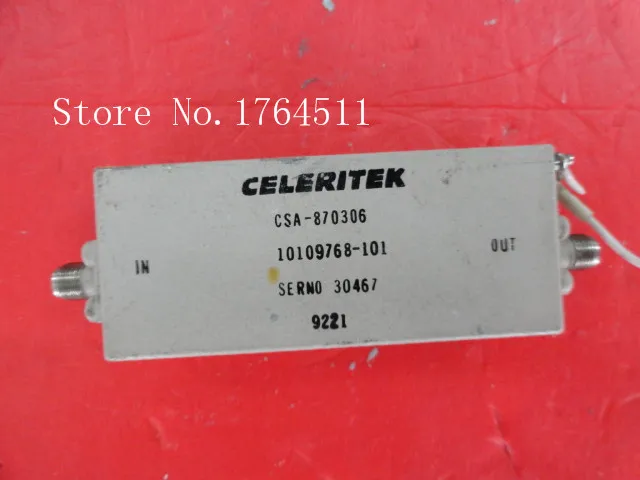 Store No.1764511
CELERITEK
CSA-870306
10109768-101
IN
OUT
SERNO 30467
9221